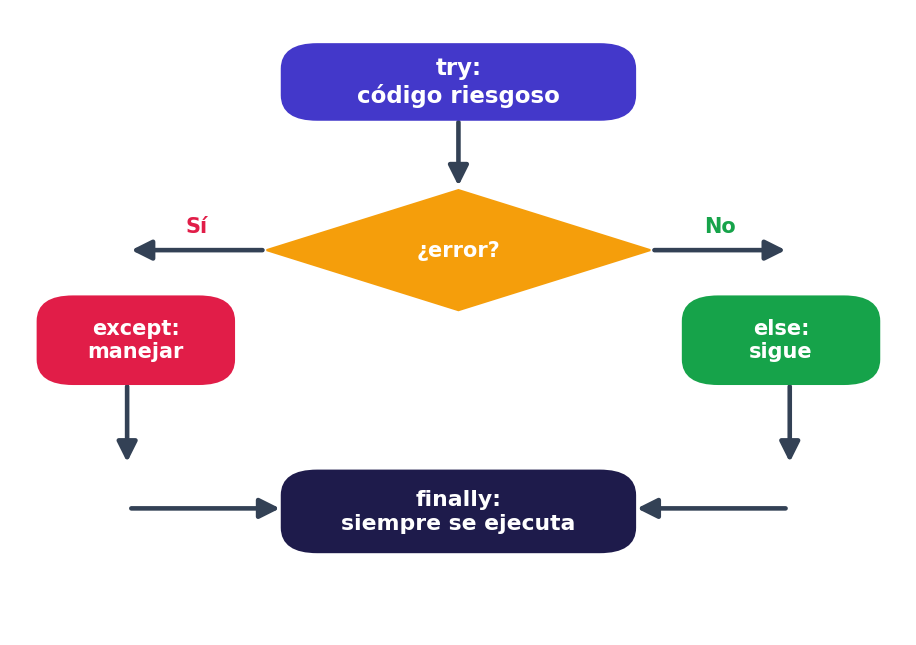 try:
código riesgoso
Sí
No
¿error?
except:
manejar
else:
sigue
finally:
siempre se ejecuta